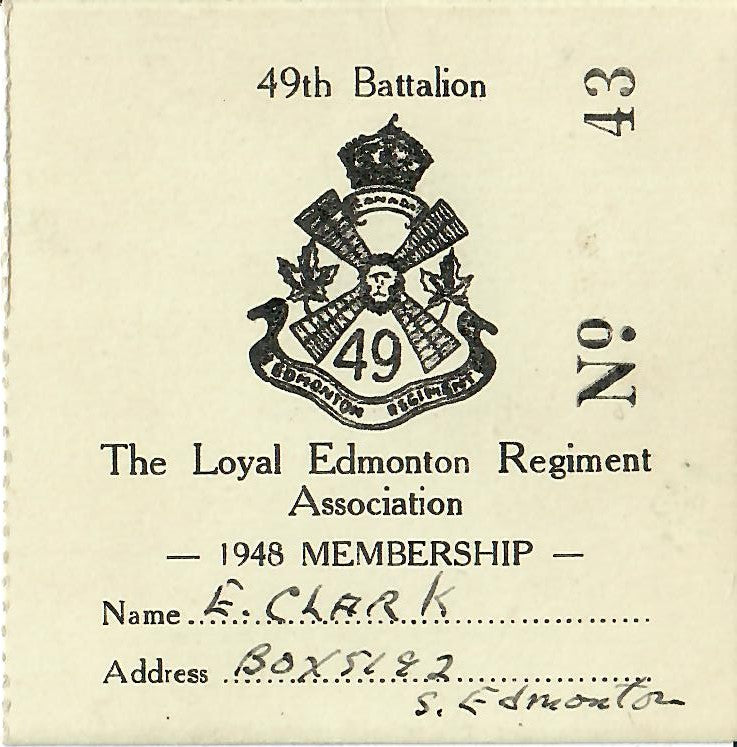 49th Battalion
No. 43
CANADA
49
EDMONTON REGIMENT
The Loyal Edmonton Regiment
Association
— 1948 MEMBERSHIP —
Name E. CLARK
Address BOX 5182
S. Edmonton